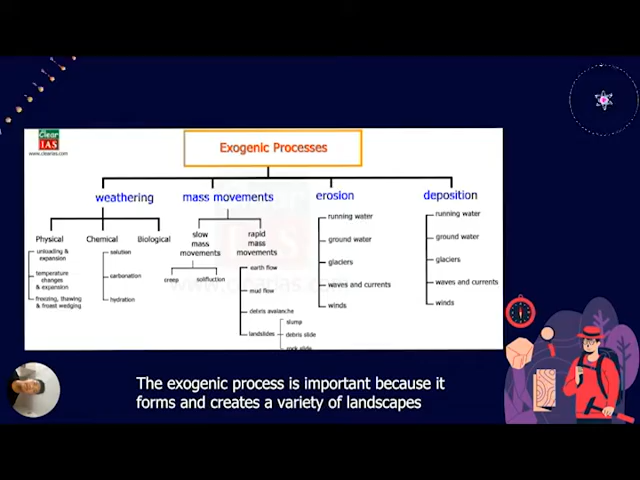 Clear
IAS
www.clearias.com
Exogenic Processes
weathering
mass movements
erosion
deposition
Physical
Chemical
Biological
unloading &
expansion
temperature
changes
& expansion
freezing, thawing
& froast wedging
solution
carbonation
hydration
slow
mass
movements
creep
solifluction
rapid
mass
movements
earth flow
mud flow
debris avalanche
landslides
slump
debris slide
rock slide
running water
ground water
glaciers
waves and currents
winds
running water
ground water
glaciers
waves and currents
winds
The exogenic process is important because it
forms and creates a variety of landscapes